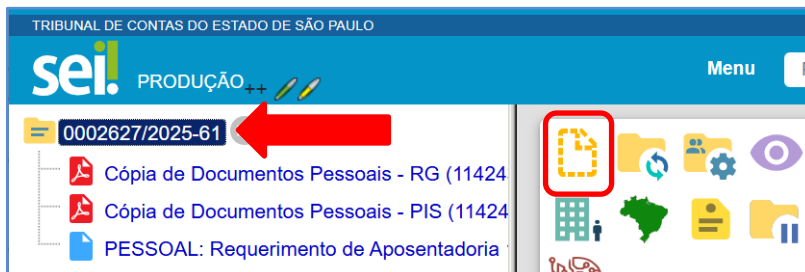 TRIBUNAL DE CONTAS DO ESTADO DE SÃO PAULO
sei!
PRODUÇÃO++
Menu
0002627/2025-61
Cópia de Documentos Pessoais - RG (11424
Cópia de Documentos Pessoais - PIS (11424
PESSOAL: Requerimento de Aposentadoria